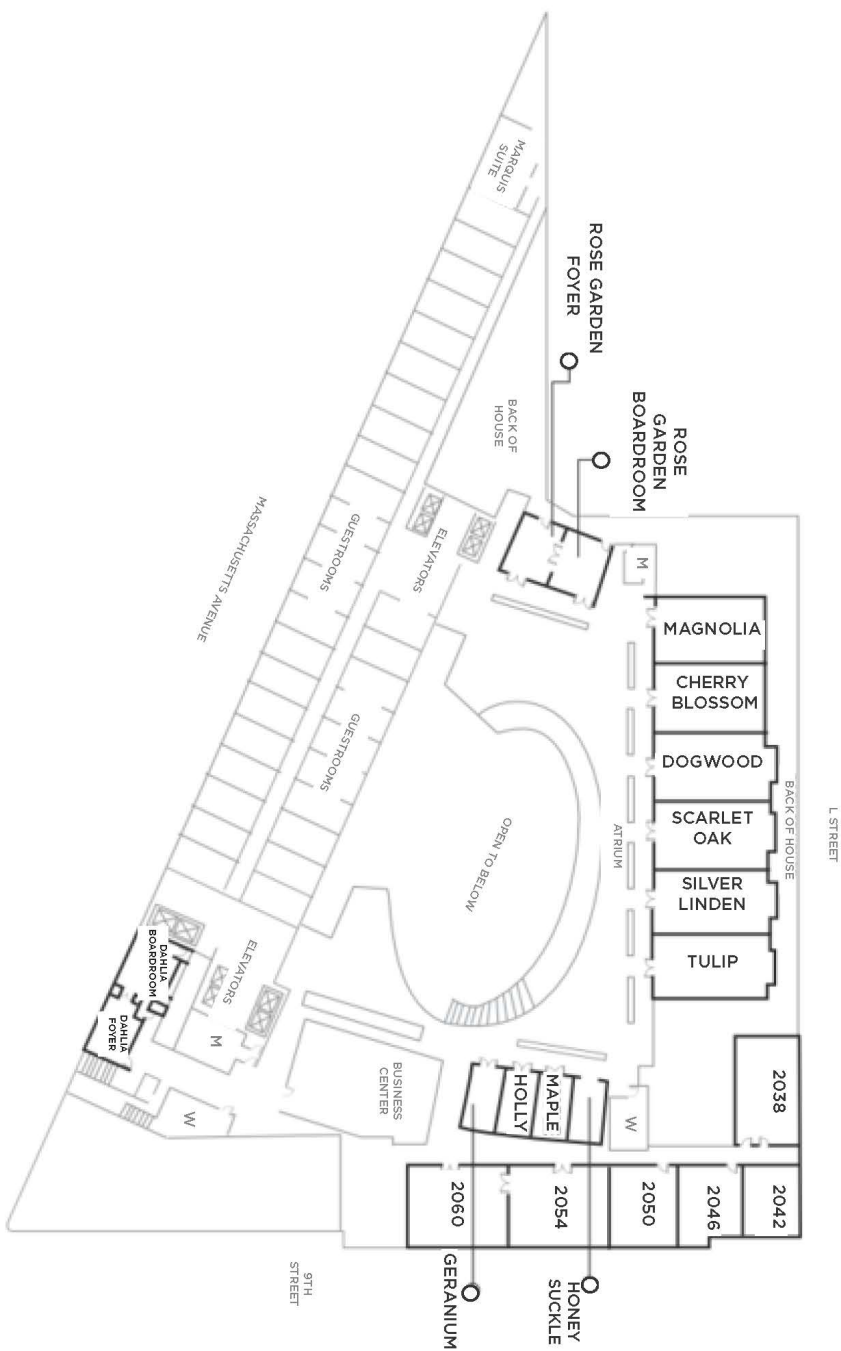 MARQUIS
SUITE
ROSE GARDEN
FOYER
ROSE
GARDEN
BOARDROOM
BACK OF
HOUSE
MASSACHUSETTS AVENUE
GUESTROOMS
ELEVATORS
M
MAGNOLIA
CHERRY
BLOSSOM
DOGWOOD
SCARLET
OAK
SILVER
LINDEN
TULIP
BACK OF HOUSE
L STREET
ATRIUM
GUESTROOMS
OPEN TO BELOW
DAHLIA
BOARDROOM
DAHLIA
FOYER
ELEVATORS
M
W
BUSINESS
CENTER
HOLLY
MAPLE
W
2038
2042
2046
2050
2054
2060
GERANIUM
HONEY
SUCKLE
9TH
STREET